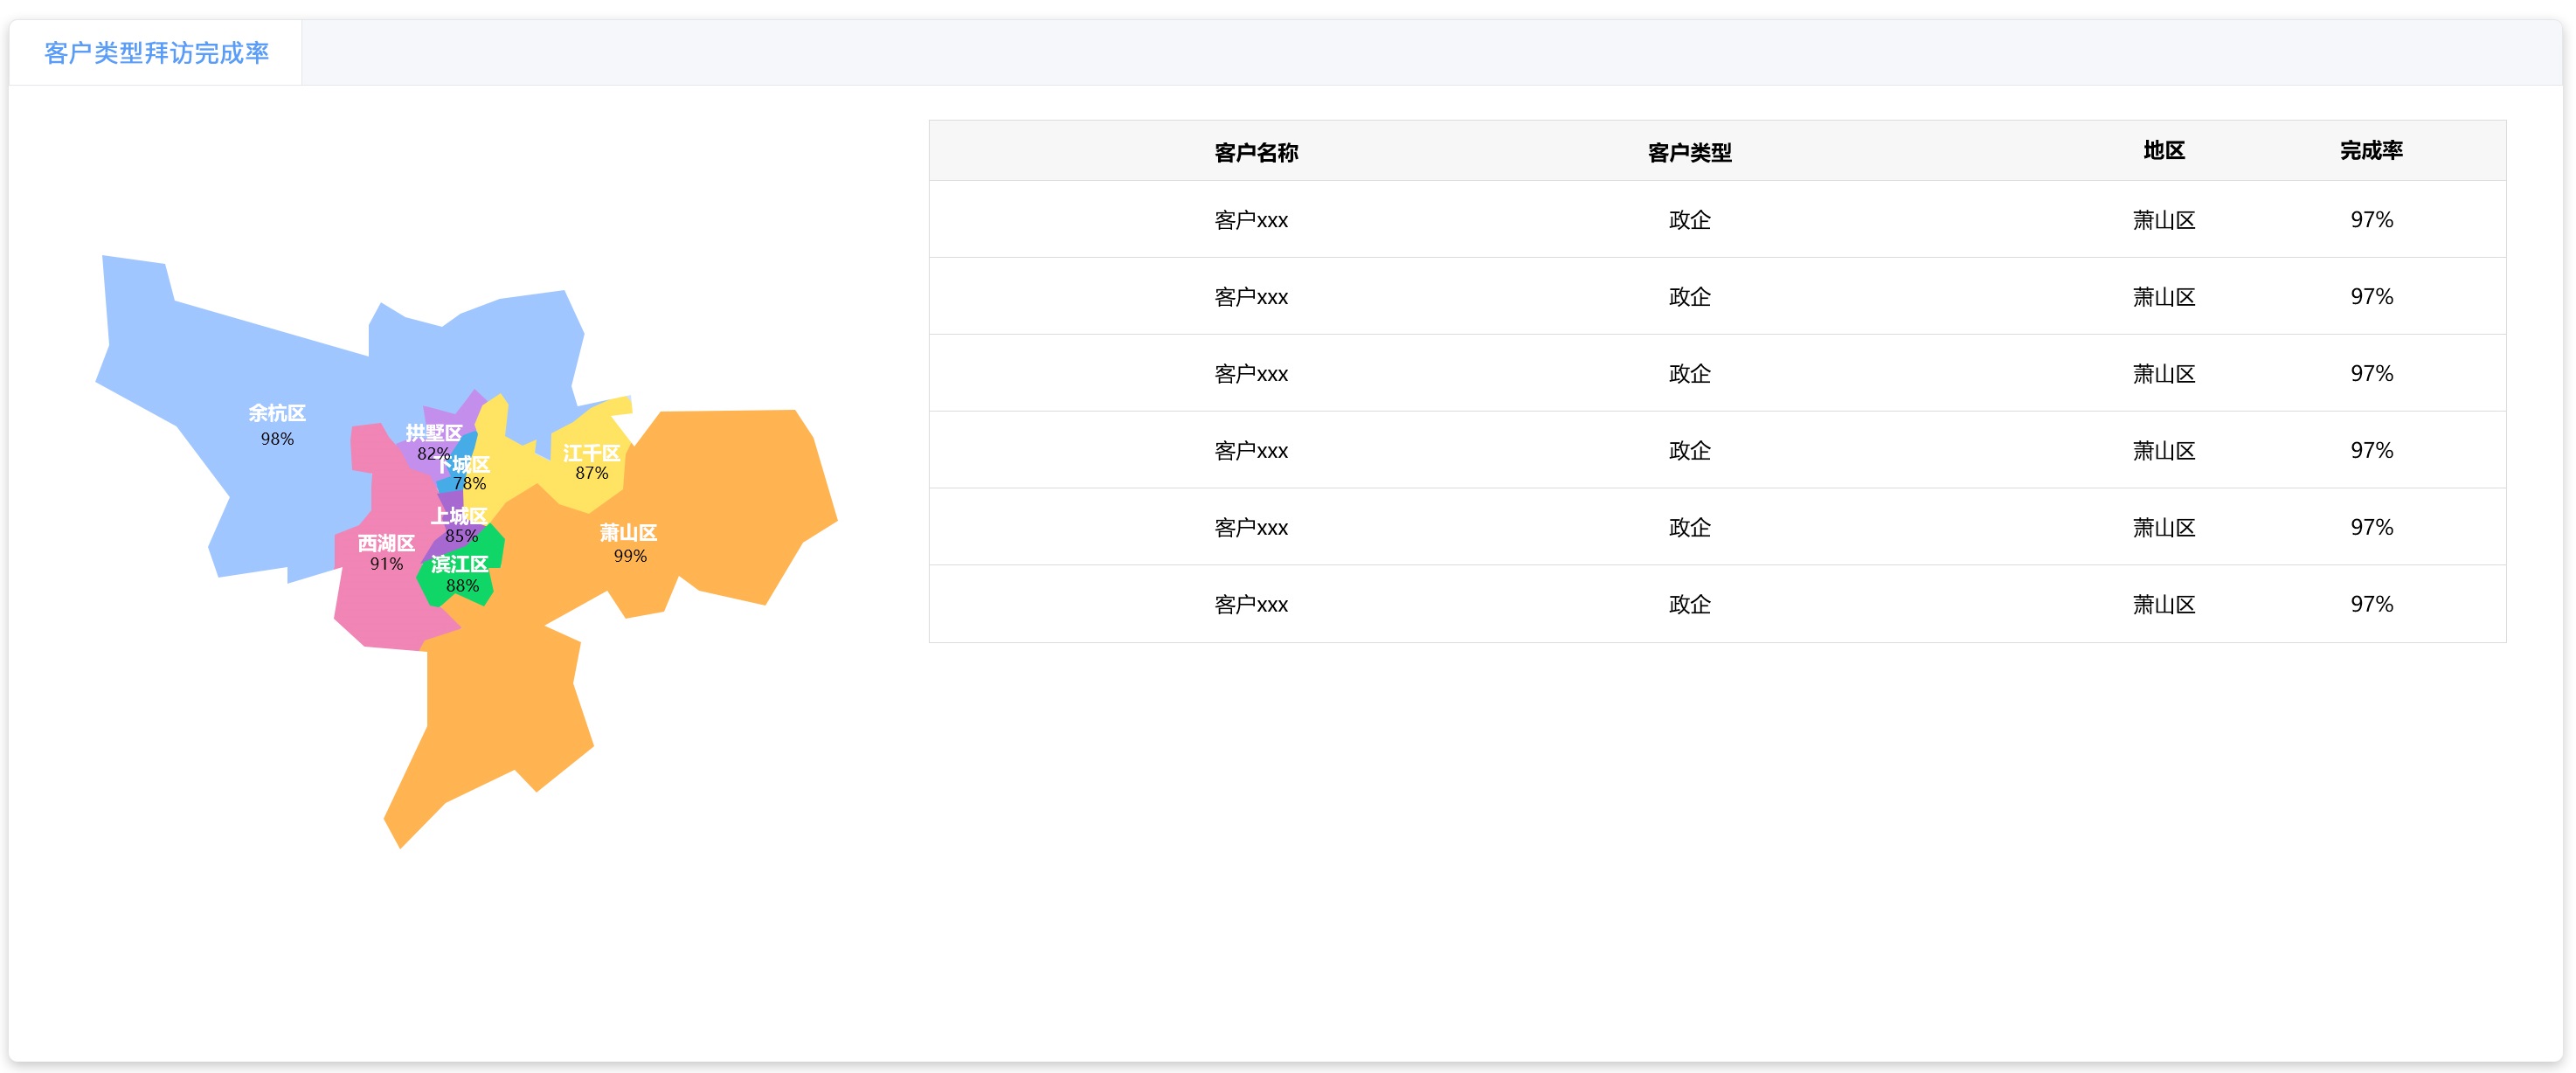 客户类型拜访完成率
余杭区
98%
拱墅区
82%
下城区
78%
江千区
87%
上城区
85%
萧山区
99%
西湖区
91%
滨江区
88%
客户名称 客户类型 地区 完成率
客户xxx 政企 萧山区 97%
客户xxx 政企 萧山区 97%
客户xxx 政企 萧山区 97%
客户xxx 政企 萧山区 97%
客户xxx 政企 萧山区 97%
客户xxx 政企 萧山区 97%